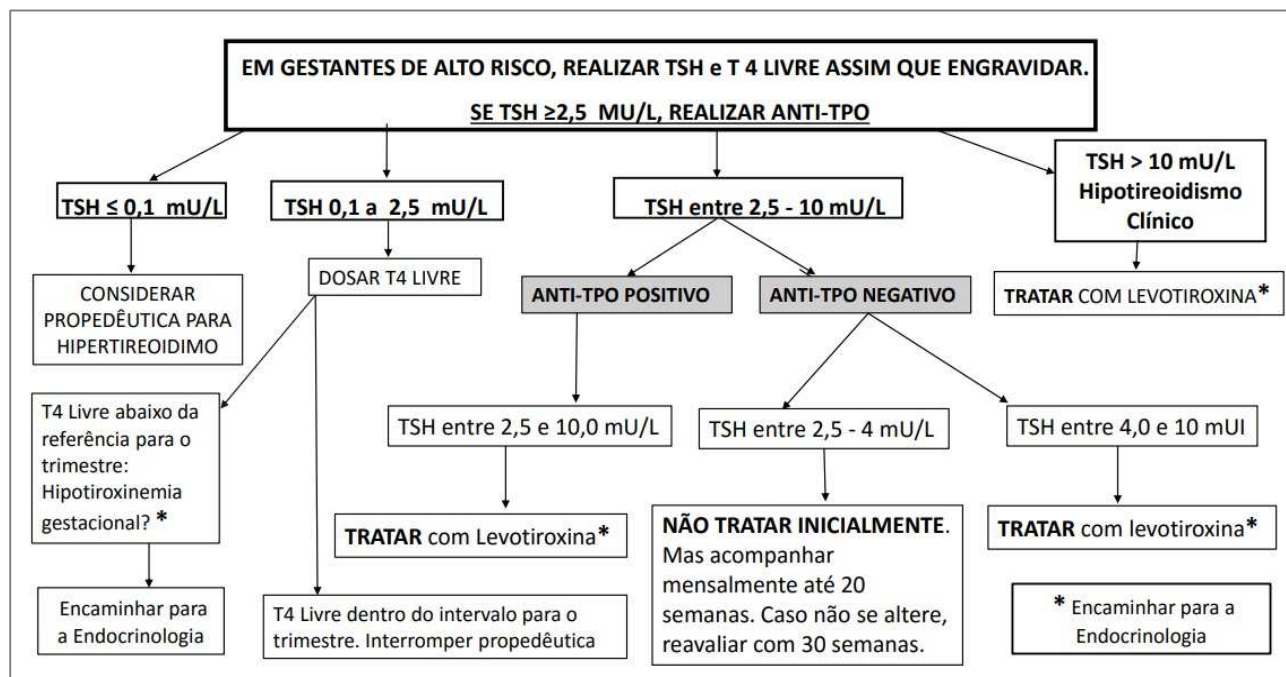 EM GESTANTES DE ALTO RISCO, REALIZAR TSH e T 4 LIVRE ASSIM QUE ENGRAVIDAR.
SE TSH ≥2,5 MU/L, REALIZAR ANTI-TPO
TSH ≤ 0,1 mU/L
TSH 0,1 a 2,5 mU/L
TSH entre 2,5 - 10 mU/L
TSH > 10 mU/L
Hipotireoidismo
Clínico
CONSIDERAR
PROPEDÊUTICA PARA
HIPERTIREOIDIMO
DOSAR T4 LIVRE
ANTI-TPO POSITIVO
ANTI-TPO NEGATIVO
TRATAR COM LEVOTIROXINA*
T4 Livre abaixo da
referência para o
trimestre:
Hipotiroxinemia
gestacional? *
TSH entre 2,5 e 10,0 mU/L
TSH entre 2,5 - 4 mU/L
TSH entre 4,0 e 10 mUI
TRATAR com Levotiroxina*
NÃO TRATAR INICIALMENTE.
Mas acompanhar
mensalmente até 20
semanas. Caso não se altere,
reavaliar com 30 semanas.
TRATAR com levotiroxina*
Encaminhar para
a Endocrinologia
T4 Livre dentro do intervalo para o
trimestre. Interromper propedêutica
* Encaminhar para a
Endocrinologia